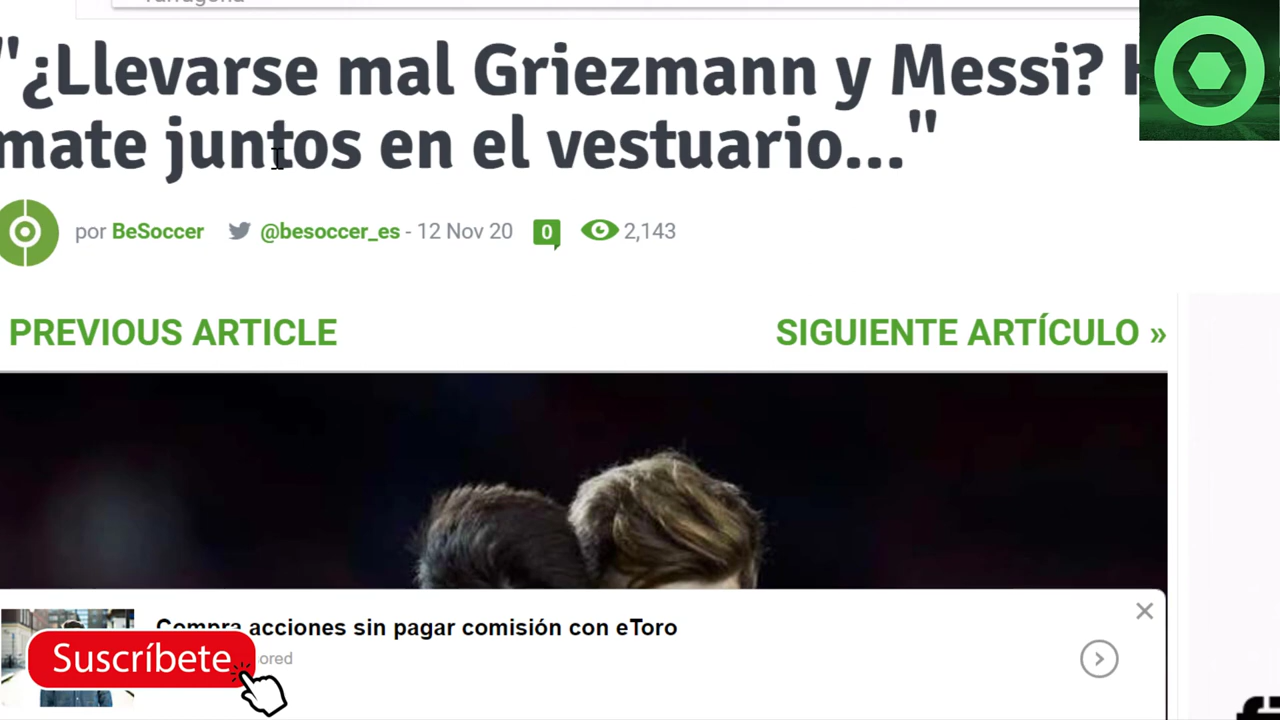 "¿Llevarse mal Griezmann y Messi?
mate juntos en el vestuario..."
por BeSoccer @besoccer_es - 12 Nov 20 0 2,143
PREVIOUS ARTICLE
SIGUIENTE ARTÍCULO »
Compra acciones sin pagar comisión con eToro
Suscríbete